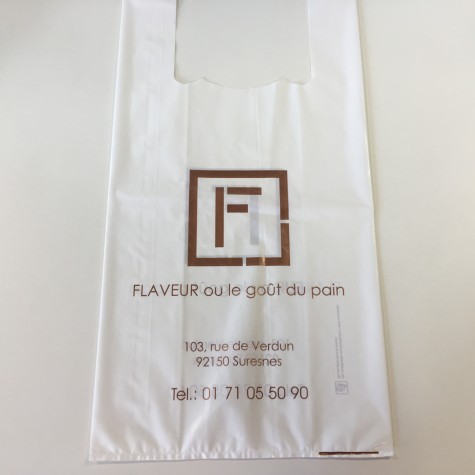 F
FLAVEUR ou le goût du pain
103, rue de Verdun
92150 Suresnes
Tel.: 01 71 05 50 90